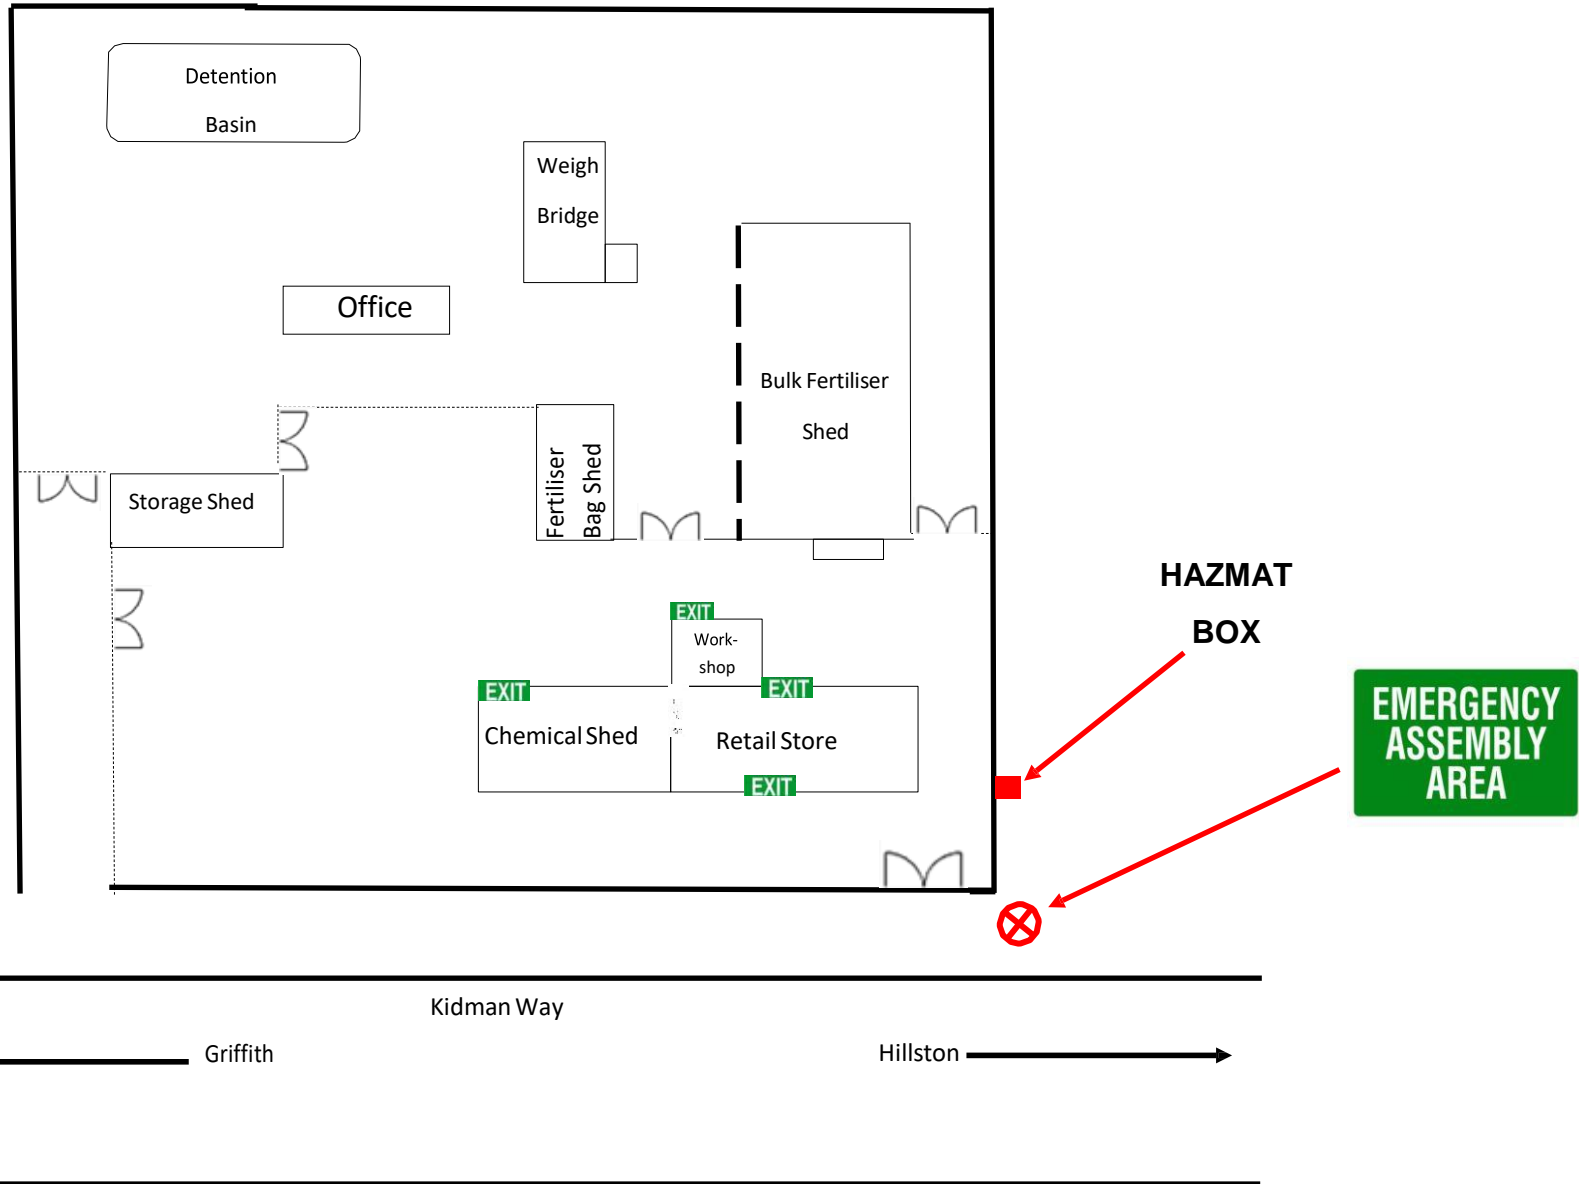 Detention
Basin
Weigh
Bridge
Office
Bulk Fertiliser
Shed
Fertiliser
Bag Shed
Storage Shed
HAZMAT
BOX
EXIT
Work-
shop
EXIT
EXIT
Chemical Shed
Retail Store
EXIT
EMERGENCY
ASSEMBLY
AREA
Kidman Way
Griffith
Hillston